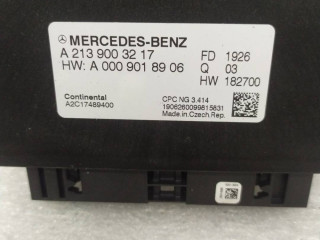 MERCEDES-BENZ
A 213 900 32 17 FD 1926
Q 03
HW: A 000 901 89 06 HW 182700
Continental CPC NG 3.414
A2C17489400 1906260099815831
Made in Czech Rep.